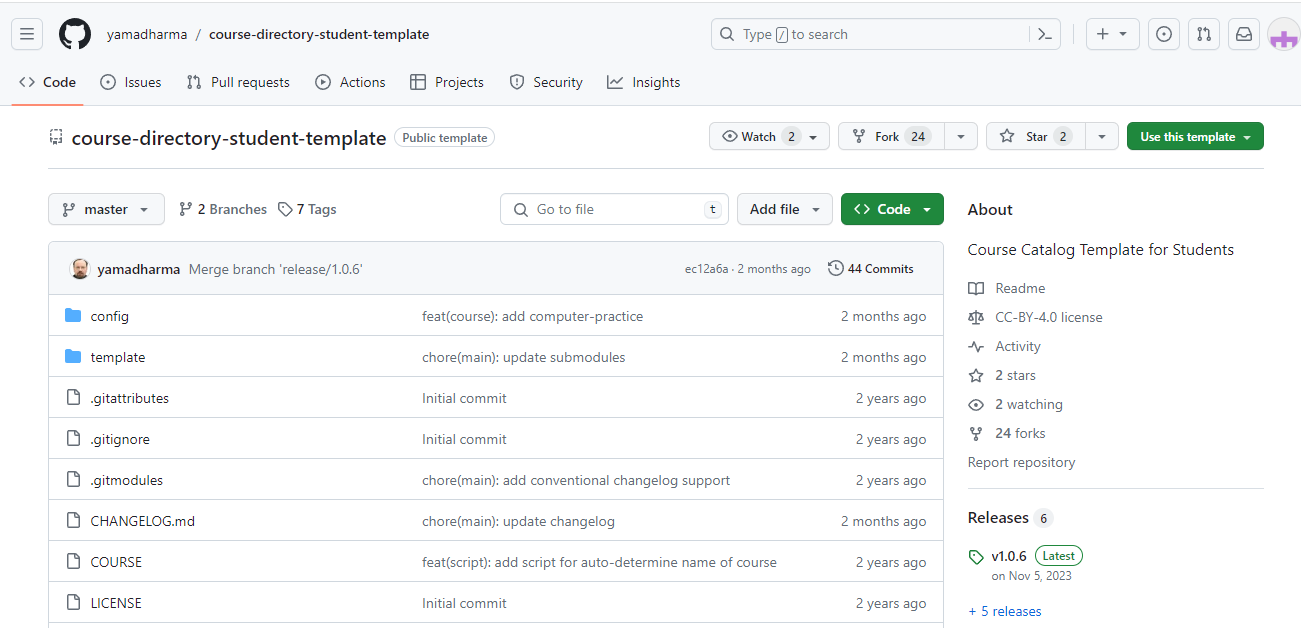 yamadharma / course-directory-student-template
Type / to search
Code Issues Pull requests Actions Projects Security Insights
course-directory-student-template Public template
Watch 2 Fork 24 Star 2 Use this template
master 2 Branches 7 Tags Go to file t Add file Code
yamadharma Merge branch 'release/1.0.6' ec12a6a · 2 months ago 44 Commits
config feat(course): add computer-practice 2 months ago
template chore(main): update submodules 2 months ago
.gitattributes Initial commit 2 years ago
.gitignore Initial commit 2 years ago
.gitmodules chore(main): add conventional changelog support 2 years ago
CHANGELOG.md chore(main): update changelog 2 months ago
COURSE feat(script): add script for auto-determine name of course 2 years ago
LICENSE Initial commit 2 years ago
About
Course Catalog Template for Students
Readme
CC-BY-4.0 license
Activity
2 stars
2 watching
24 forks
Report repository
Releases 6
v1.0.6 Latest
on Nov 5, 2023
+ 5 releases